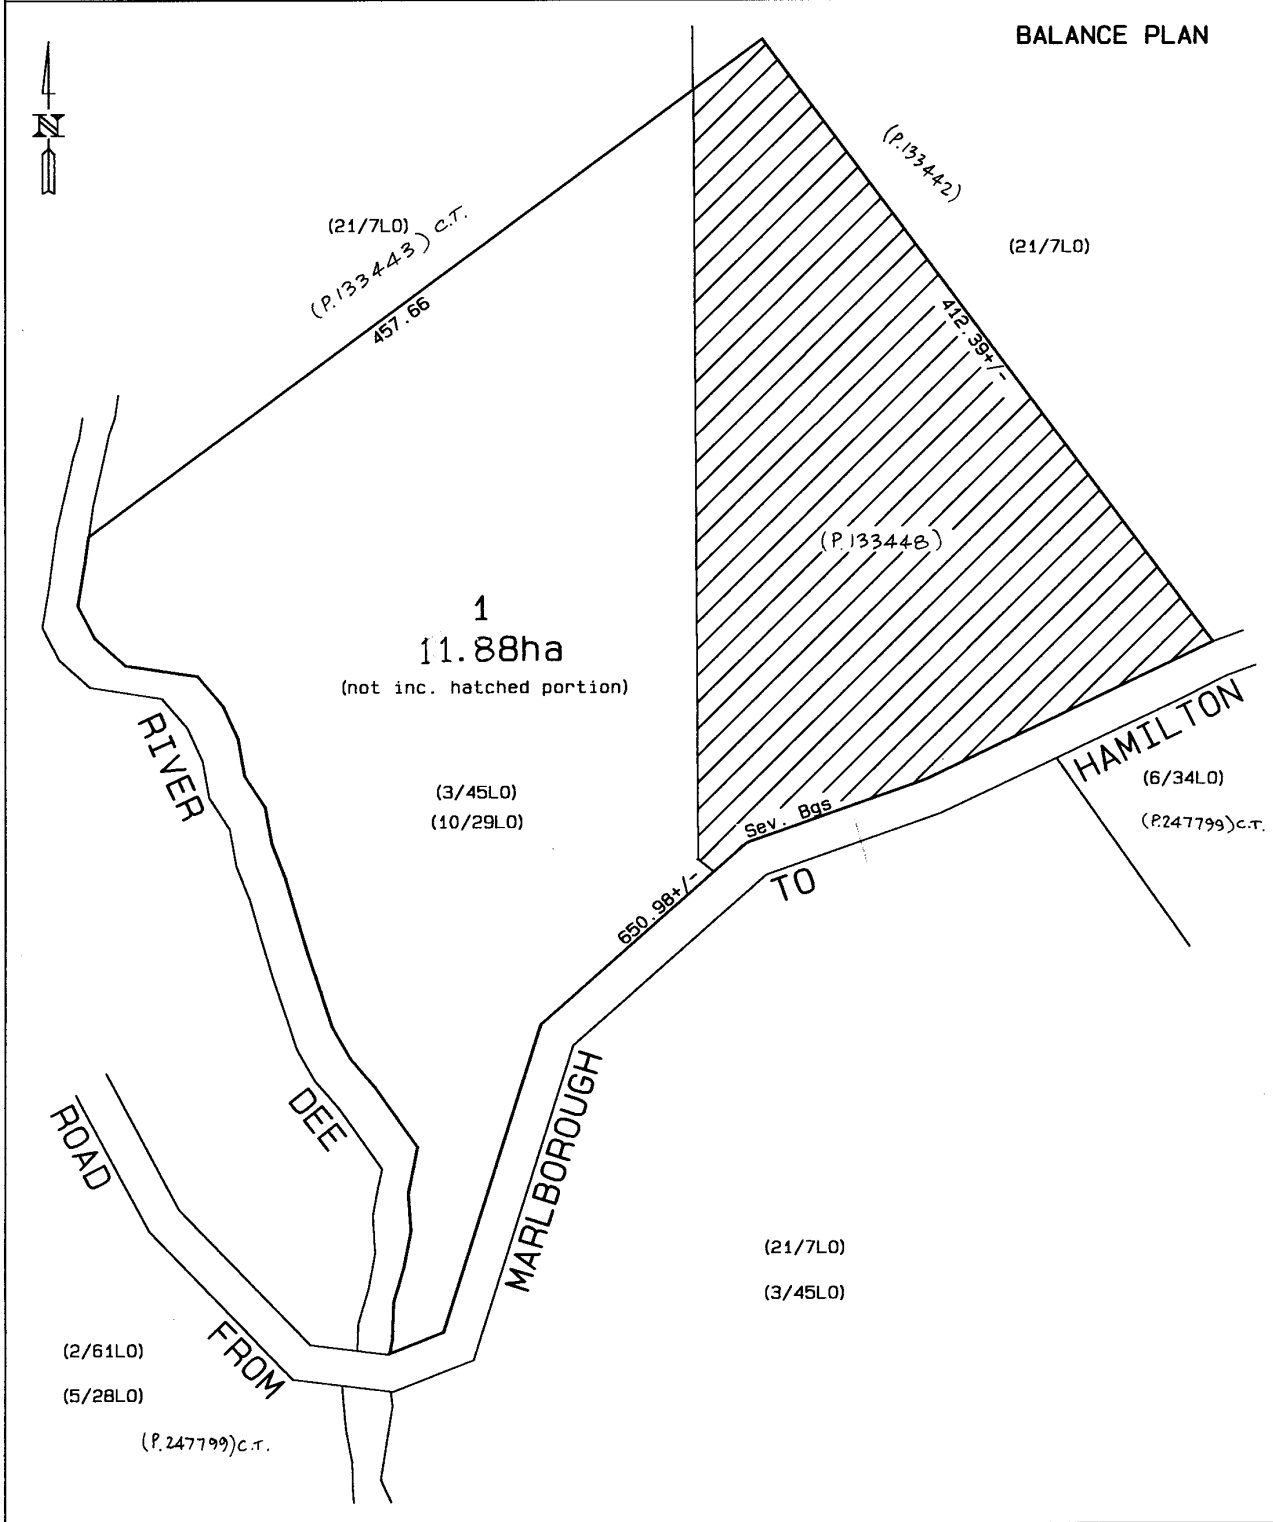 BALANCE PLAN
N
(P.133442)
(21/7LO)
(P.133443) C.T.
457.66
(21/7LO)
412.39+/-
(P.133448)
1
11.88ha
(not inc. hatched portion)
RIVER
HAMILTON
(3/45LO)
(10/29LO)
(6/34LO)
(P.247799)C.T.
Sev. Bgs
TO
650.98+/-
DEE
ROAD
MARLBOROUGH
(21/7LO)
(3/45LO)
FROM
(2/61LO)
(5/28LO)
(P.247799)C.T.